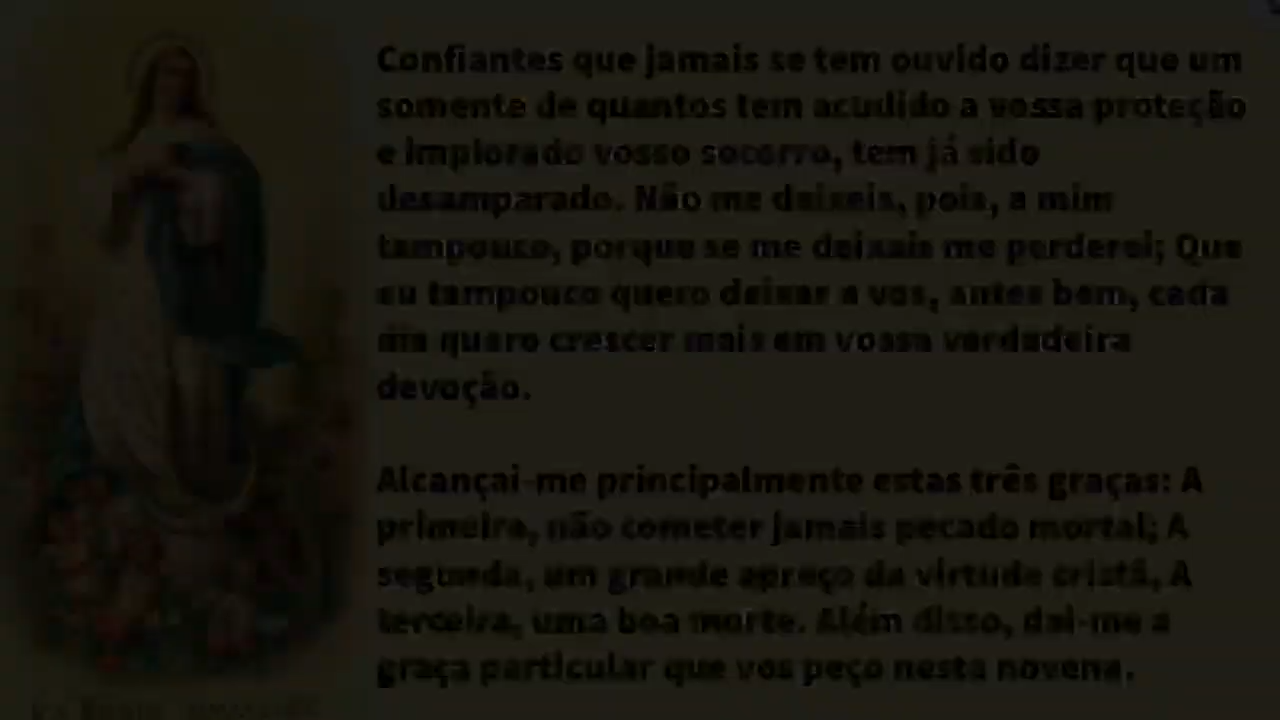 Confiantes que jamais se tem ouvido dizer que um
somente de quantos tem acudido a vossa proteção
e implorado vosso socorro, tem já sido
desamparado. Não me deixeis, pois, a mim
tampouco, porque se me deixais me perderei; Que
eu tampouco quero deixar a vos, antes bem, cada
dia quero crescer mais em vossa verdadeira
devoção.
Alcançai-me principalmente estas três graças: A
primeira, não cometer jamais pecado mortal; A
segunda, um grande apreço da virtude cristã, A
terceira, uma boa morte. Além disso, dai-me a
graça particular que vos peço nesta novena.